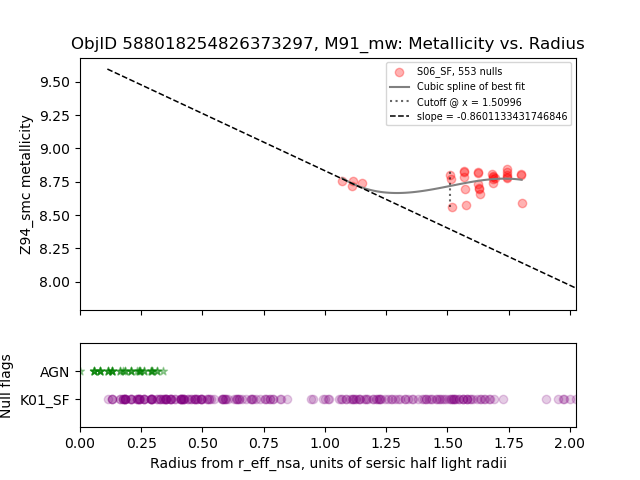 ObjID 588018254826373297, M91_mw: Metallicity vs. Radius
S06_SF, 553 nulls
Cubic spline of best fit
Cutoff @ x = 1.50996
slope = -0.8601133431746846
Z94_smc metallicity
9.50
9.25
9.00
8.75
8.50
8.25
8.00
Null flags
AGN
K01_SF
0.00 0.25 0.50 0.75 1.00 1.25 1.50 1.75 2.00
Radius from r_eff_nsa, units of sersic half light radii